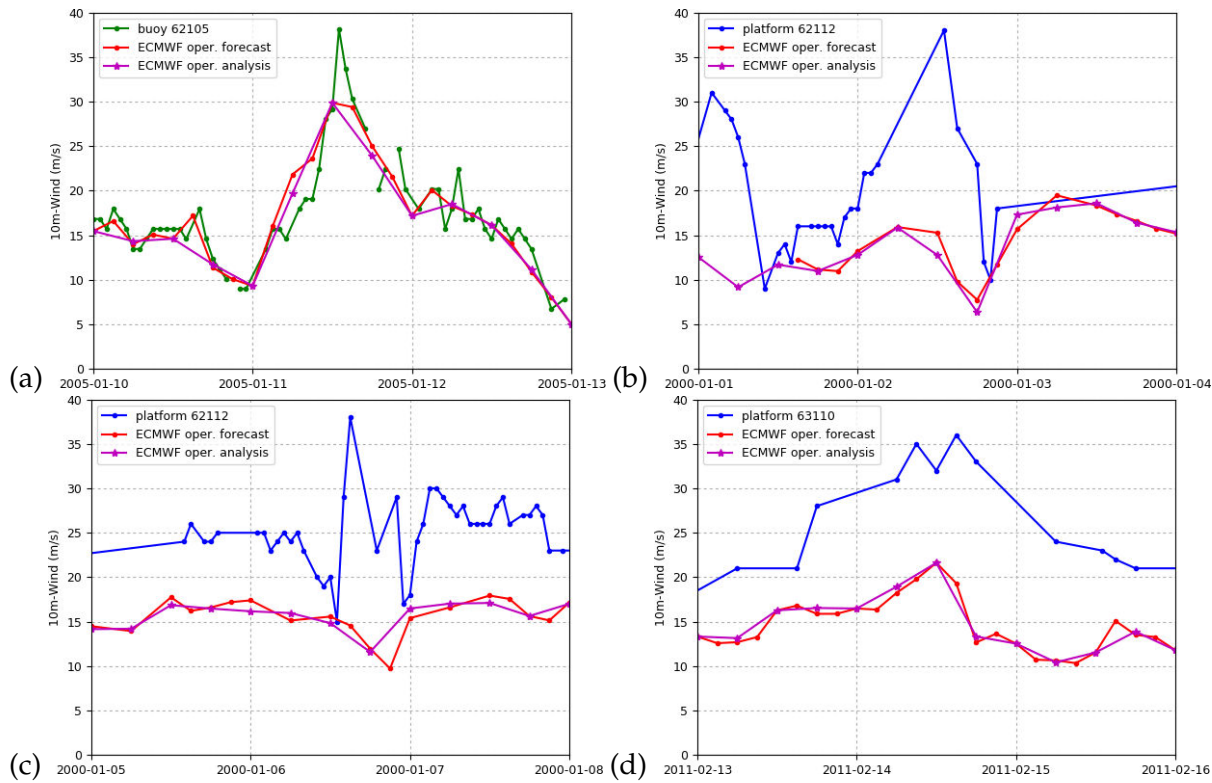 40
35
30
25
20
15
10
5
0
10m-Wind (m/s)
buoy 62105
ECMWF oper. forecast
ECMWF oper. analysis
2005-01-10 2005-01-11 2005-01-12 2005-01-13
(a)
40
35
30
25
20
15
10
5
0
10m-Wind (m/s)
platform 62112
ECMWF oper. forecast
ECMWF oper. analysis
2000-01-01 2000-01-02 2000-01-03 2000-01-04
(b)
40
35
30
25
20
15
10
5
0
10m-Wind (m/s)
platform 62112
ECMWF oper. forecast
ECMWF oper. analysis
2000-01-05 2000-01-06 2000-01-07 2000-01-08
(c)
40
35
30
25
20
15
10
5
0
10m-Wind (m/s)
platform 63110
ECMWF oper. forecast
ECMWF oper. analysis
2011-02-13 2011-02-14 2011-02-15 2011-02-16
(d)